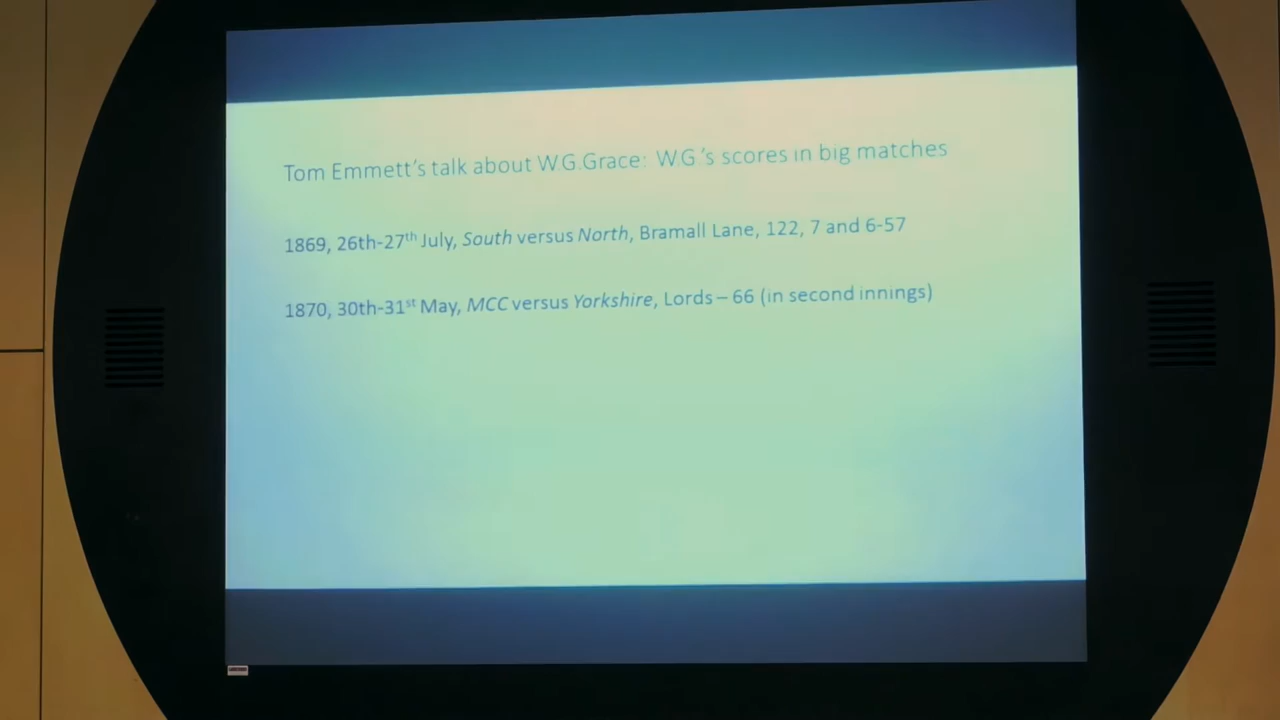 Tom Emmett's talk about W.G.Grace: W.G 's scores in big matches
1869, 26th-27th July, South versus North, Bramall Lane, 122, 7 and 6-57
1870, 30th-31st May, MCC versus Yorkshire, Lords – 66 (in second innings)